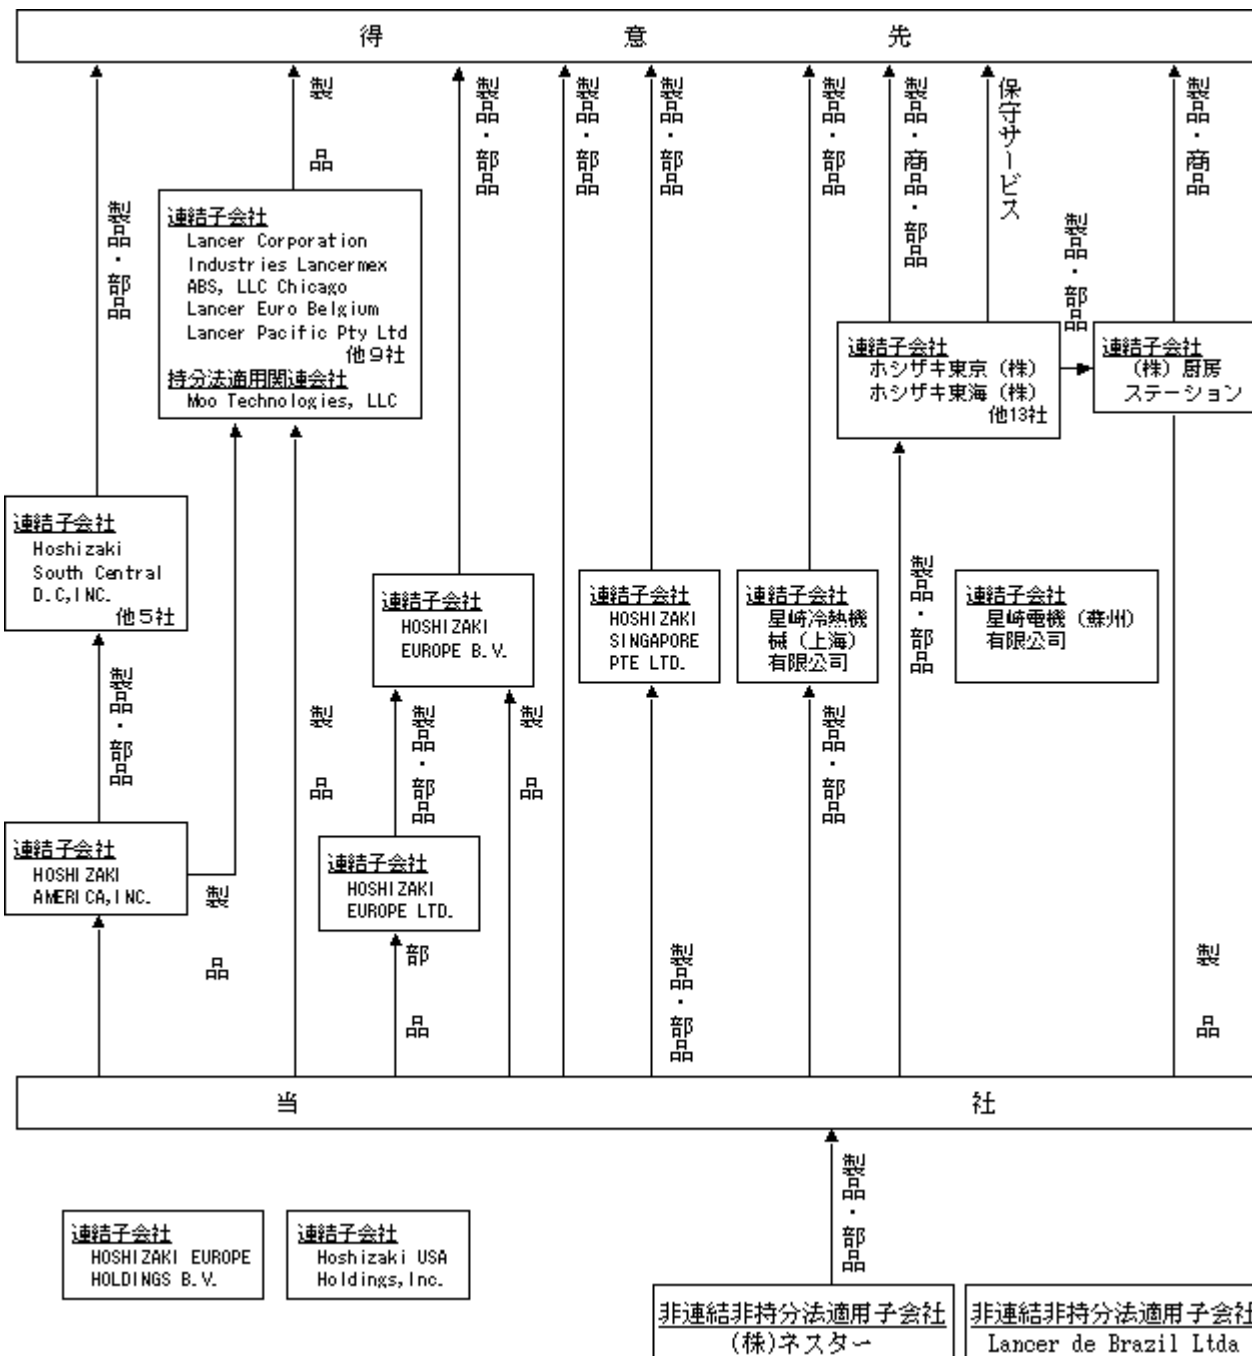 得意先
製品
製品・部品
製品・部品
製品・部品
製品・部品
製品・商品・部品
保守サービス
製品・商品
製品・部品
連結子会社
Lancer Corporation
Industries Lancermex
ABS, LLC Chicago
Lancer Euro Belgium
Lancer Pacific Pty Ltd
他9社
持分法適用関連会社
Moo Technologies, LLC
製品・部品
連結子会社
ホシザキ東京（株）
ホシザキ東海（株）
他13社
連結子会社
（株）厨房
ステーション
連結子会社
Hoshizaki
South Central
D.C,INC.
他5社
連結子会社
HOSHIZAKI
EUROPE B.V.
連結子会社
HOSHIZAKI
SINGAPORE
PTE LTD.
連結子会社
星崎冷熱機
械（上海）
有限公司
製品・部品
連結子会社
星崎電機（蘇州）
有限公司
製品・部品
製品
製品・部品
製品
製品・部品
連結子会社
HOSHIZAKI
AMERICA,INC.
製品
連結子会社
HOSHIZAKI
EUROPE LTD.
部品
製品・部品
製品
当社
製品・部品
連結子会社
HOSHIZAKI EUROPE
HOLDINGS B.V.
連結子会社
Hoshizaki USA
Holdings,Inc.
非連結非持分法適用子会社
(株)ネスター
非連結非持分法適用子会社
Lancer de Brazil Ltda